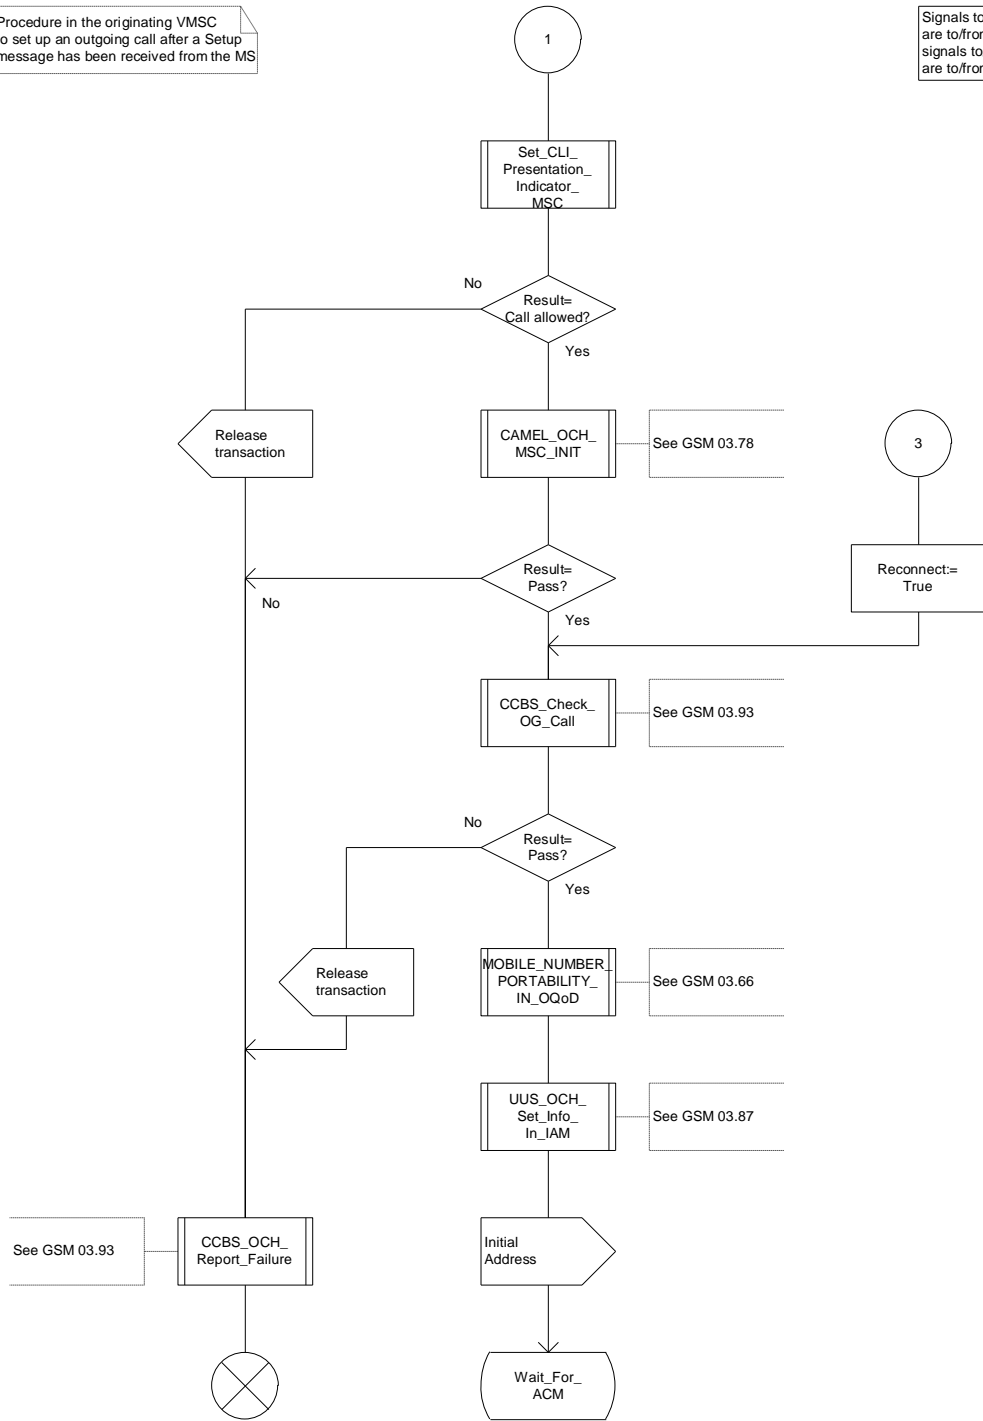 Procedure in the originating VMSC
o set up an outgoing call after a Setup
message has been received from the MS
1
Signals to
are to/fron
signals to
are to/fron
Set_CLI_
Presentation_
Indicator_
MSC
No
Result=
Call allowed?
Yes
Release
transaction
CAMEL_OCH_
MSC_INIT
See GSM 03.78
3
Result=
Pass?
No
Yes
Reconnect:=
True
CCBS_Check_
OG_Call
See GSM 03.93
No
Result=
Pass?
Yes
Release
transaction
MOBILE_NUMBER_
PORTABILITY_
IN_OQoD
See GSM 03.66
UUS_OCH_
Set_Info_
In_IAM
See GSM 03.87
See GSM 03.93
CCBS_OCH_
Report_Failure
Initial
Address
Wait_For_
ACM